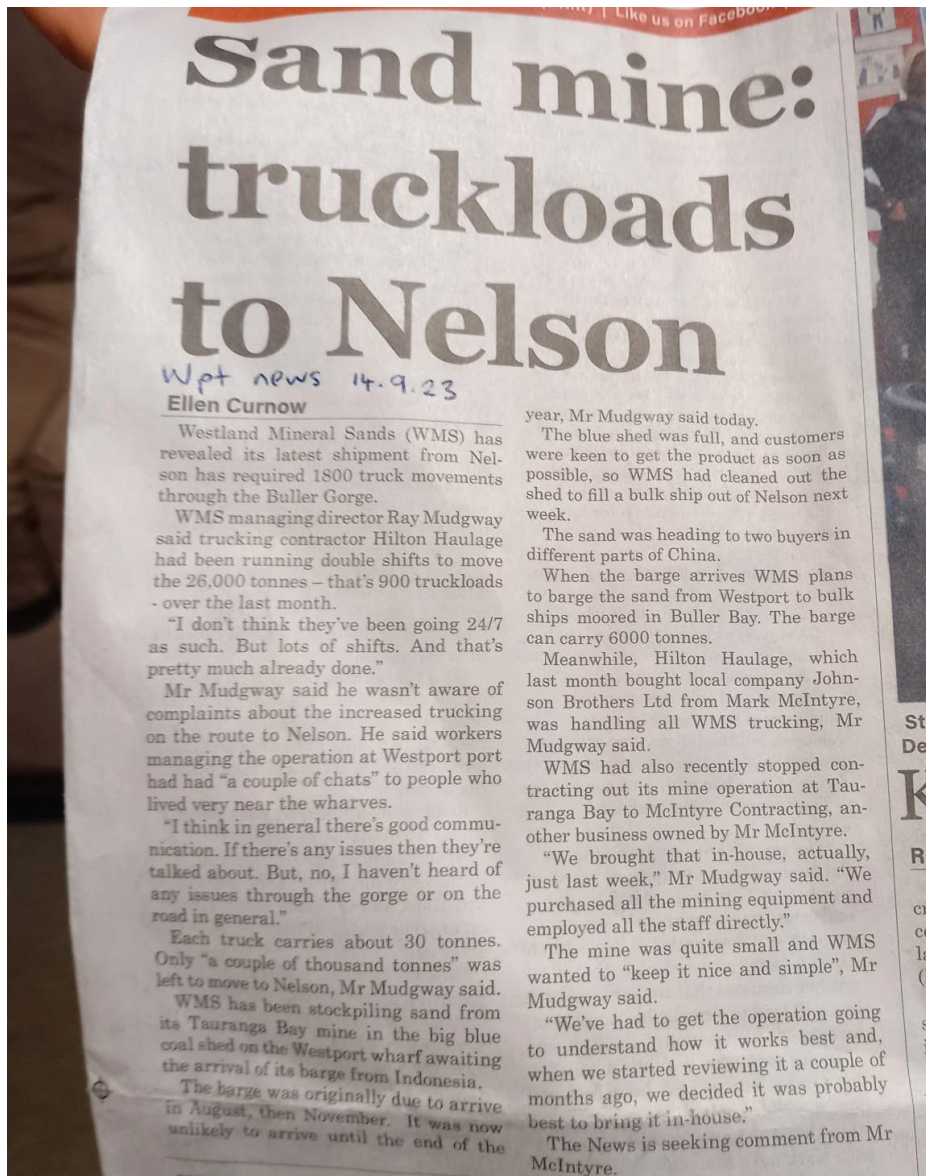 Like us on Facebook
Sand mine:
truckloads
to Nelson
Wpt news 14.9.23
Ellen Curnow
Westland Mineral Sands (WMS) has
revealed its latest shipment from Nel-
son has required 1800 truck movements
through the Buller Gorge.
WMS managing director Ray Mudgway
said trucking contractor Hilton Haulage
had been running double shifts to move
the 26,000 tonnes – that's 900 truckloads
- over the last month.
"I don't think they've been going 24/7
as such. But lots of shifts. And that's
pretty much already done."
Mr Mudgway said he wasn't aware of
complaints about the increased trucking
on the route to Nelson. He said workers
managing the operation at Westport port
had had "a couple of chats" to people who
lived very near the wharves.
"I think in general there's good commu-
nication. If there's any issues then they're
talked about. But, no, I haven't heard of
any issues through the gorge or on the
road in general."
Each truck carries about 30 tonnes.
Only "a couple of thousand tonnes" was
left to move to Nelson, Mr Mudgway said.
WMS has been stockpiling sand from
its Tauranga Bay mine in the big blue
coal shed on the Westport wharf awaiting
the arrival of its barge from Indonesia.
The barge was originally due to arrive
in August, then November. It was now
unlikely to arrive until the end of the
year, Mr Mudgway said today.
The blue shed was full, and customers
were keen to get the product as soon as
possible, so WMS had cleaned out the
shed to fill a bulk ship out of Nelson next
week.
The sand was heading to two buyers in
different parts of China.
When the barge arrives WMS plans
to barge the sand from Westport to bulk
ships moored in Buller Bay. The barge
can carry 6000 tonnes.
Meanwhile, Hilton Haulage, which
last month bought local company John-
son Brothers Ltd from Mark McIntyre,
was handling all WMS trucking, Mr
Mudgway said.
WMS had also recently stopped con-
tracting out its mine operation at Tau-
ranga Bay to McIntyre Contracting, an-
other business owned by Mr McIntyre.
"We brought that in-house, actually,
just last week," Mr Mudgway said. "We
purchased all the mining equipment and
employed all the staff directly."
The mine was quite small and WMS
wanted to "keep it nice and simple", Mr
Mudgway said.
"We've had to get the operation going
to understand how it works best and,
when we started reviewing it a couple of
months ago, we decided it was probably
best to bring it in-house."
The News is seeking comment from Mr
McIntyre.
St
De
K
R